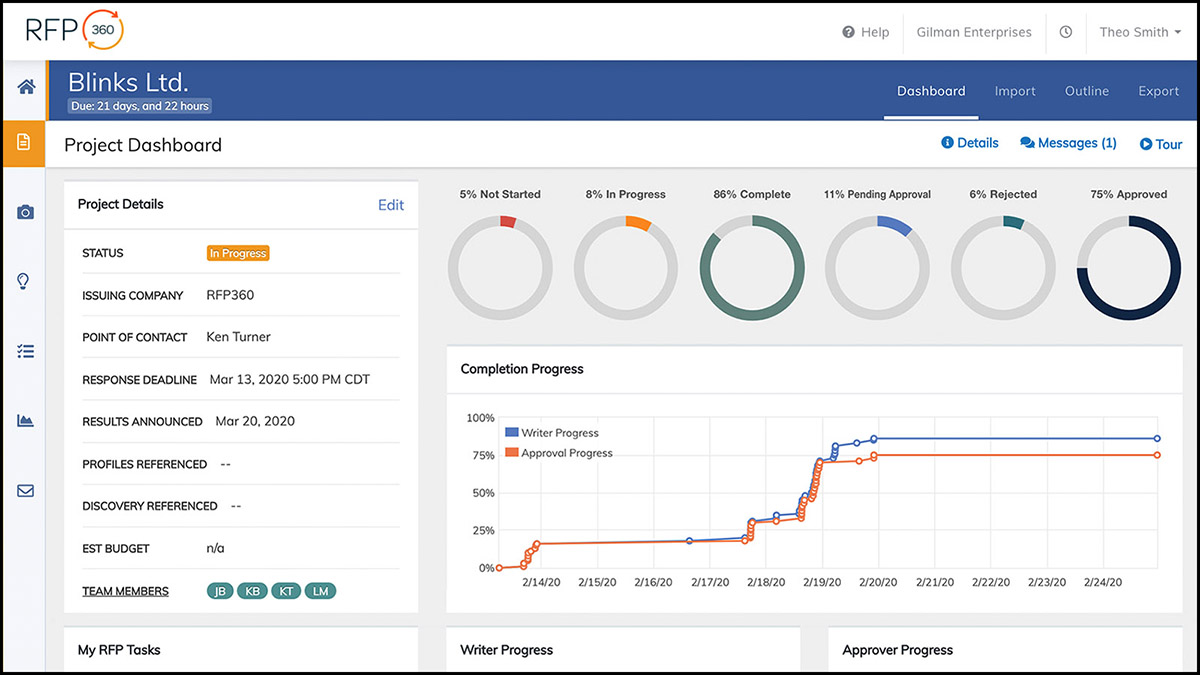 RFP 360
Help
Gilman Enterprises
Theo Smith
Blinks Ltd.
Due: 21 days, and 22 hours
Dashboard
Import
Outline
Export
Project Dashboard
Details
Messages (1)
Tour
Project Details
Edit
STATUS In Progress
ISSUING COMPANY RFP360
POINT OF CONTACT Ken Turner
RESPONSE DEADLINE Mar 13, 2020 5:00 PM CDT
RESULTS ANNOUNCED Mar 20, 2020
PROFILES REFERENCED --
DISCOVERY REFERENCED --
EST BUDGET n/a
TEAM MEMBERS JB KB KT LM
5% Not Started
8% In Progress
86% Complete
11% Pending Approval
6% Rejected
75% Approved
Completion Progress
Writer Progress
Approval Progress
100%
75%
50%
25%
0%
2/14/20 2/15/20 2/16/20 2/17/20 2/18/20 2/19/20 2/20/20 2/21/20 2/22/20 2/23/20 2/24/20
My RFP Tasks
Writer Progress
Approver Progress